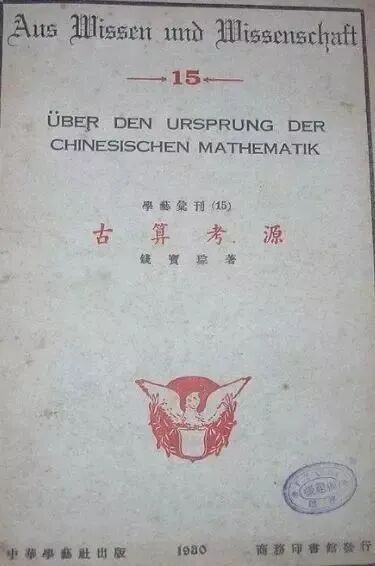 Aus Wissen und Wissenschaft
15
ÜBER DEN URSPRUNG DER
CHINESISCHEN MATHEMATIK
學藝彙刊(15)
古算考源
錢寶琮著
中華學藝社出版 1930 商務印書館發行